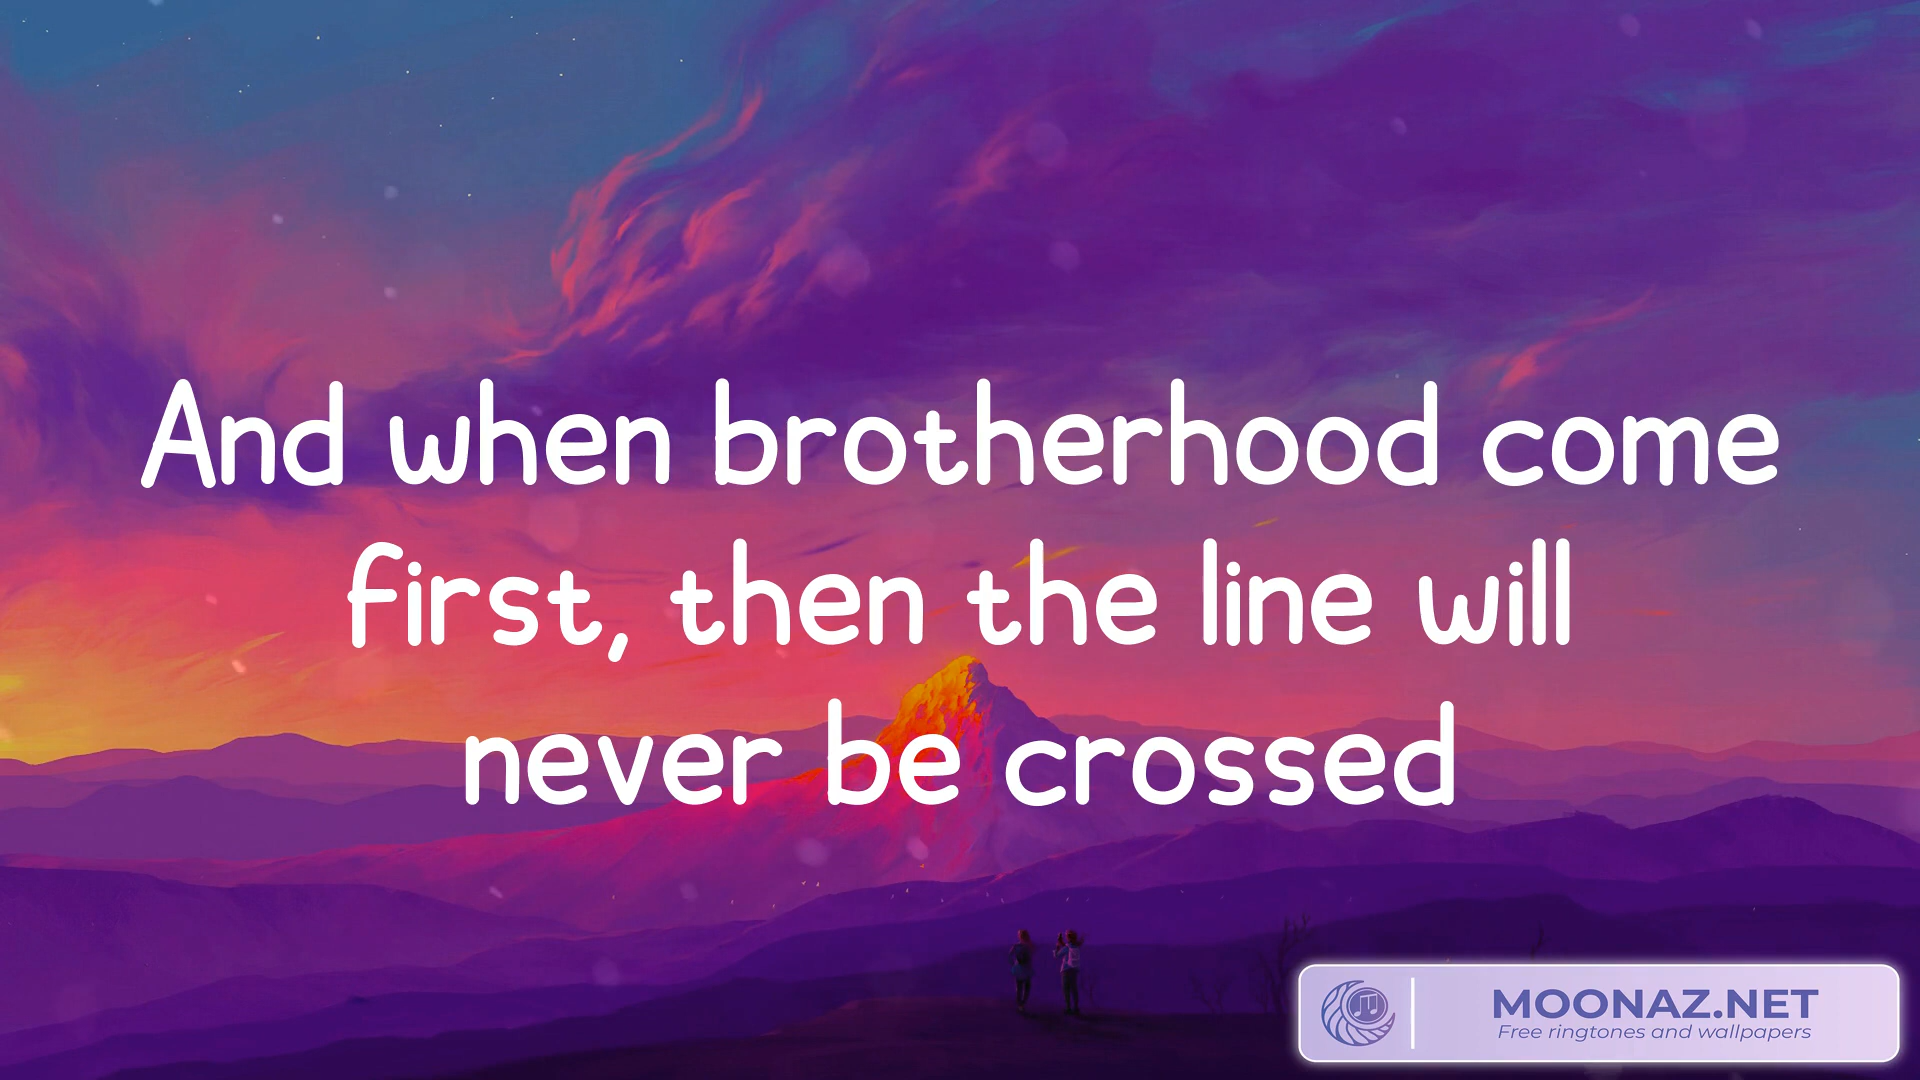 And when brotherhood come
first, then the line will
never be crossed
MOONAZ.NET
Free ringtones and wallpapers